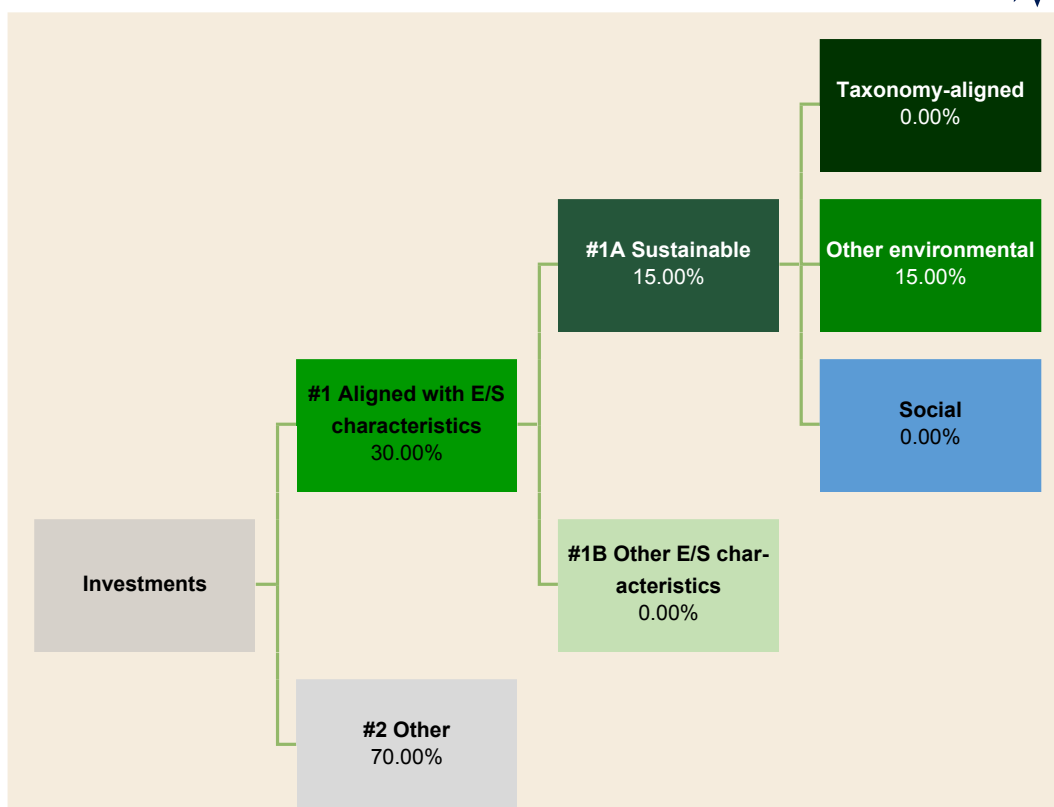 Taxonomy-aligned
0.00%
#1A Sustainable
15.00%
Other environmental
15.00%
#1 Aligned with E/S
characteristics
30.00%
Social
0.00%
Investments
#1B Other E/S char-
acteristics
0.00%
#2 Other
70.00%